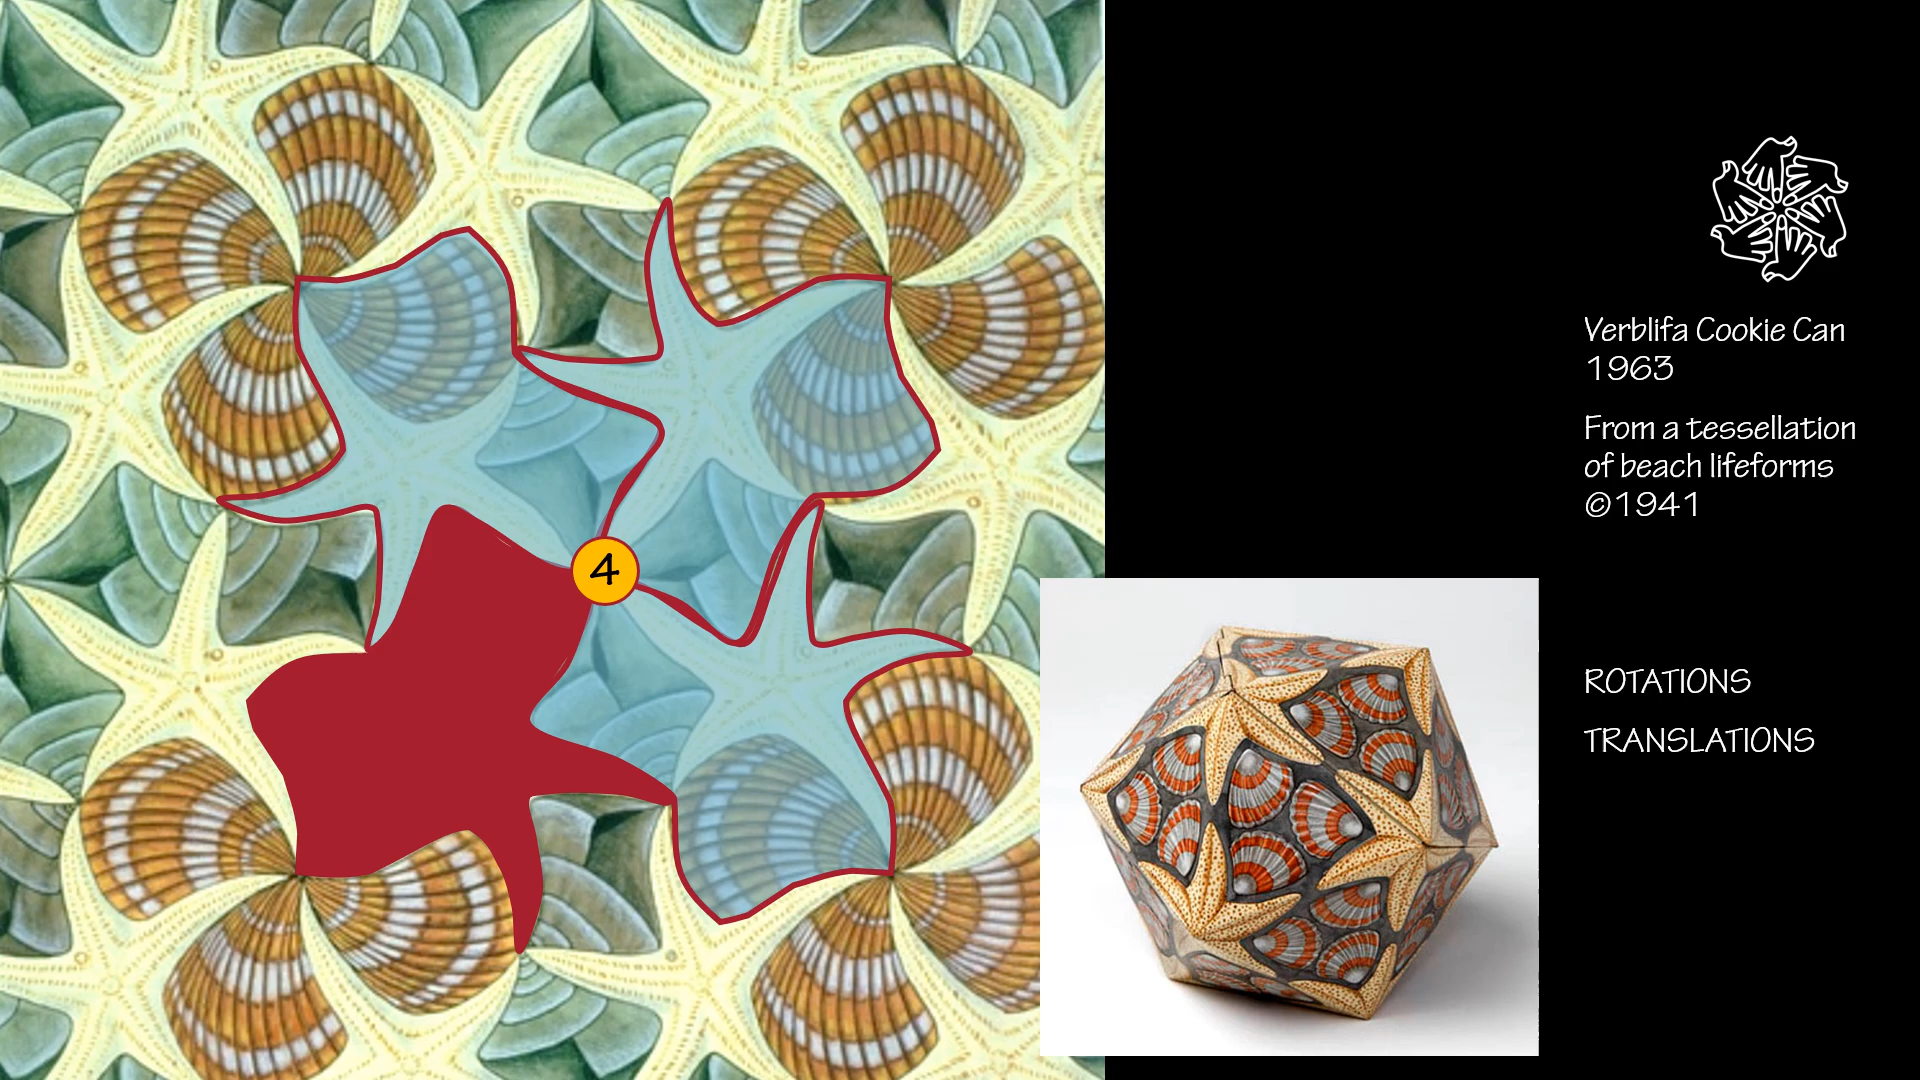 4
Verblifa Cookie Can
1963
From a tessellation
of beach lifeforms
©1941
ROTATIONS
TRANSLATIONS